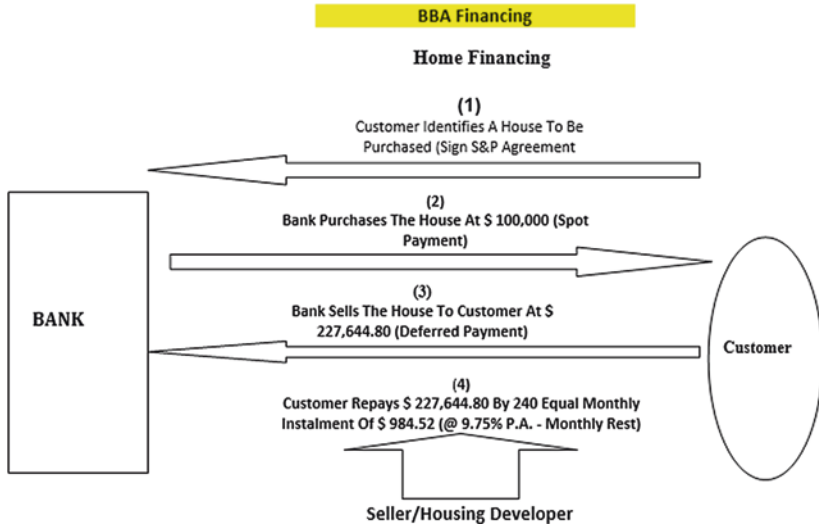 BBA Financing
Home Financing
(1)
Customer Identifies A House To Be
Purchased (Sign S&P Agreement
(2)
Bank Purchases The House At $ 100,000 (Spot
Payment)
(3)
Bank Sells The House To Customer At $
227,644.80 (Deferred Payment)
BANK
Customer
(4)
Customer Repays $ 227,644.80 By 240 Equal Monthly
Instalment Of $ 984.52 (@ 9.75% P.A. - Monthly Rest)
Seller/Housing Developer